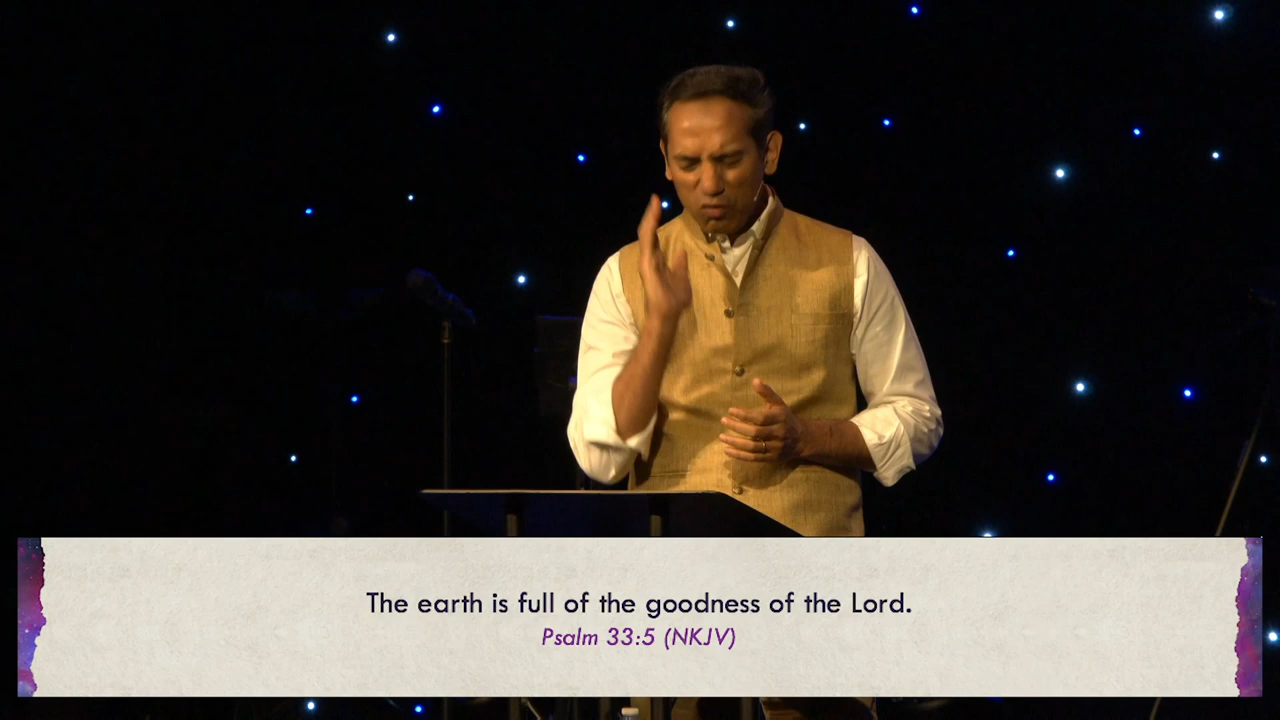 The earth is full of the goodness of the Lord.
Psalm 33:5 (NKJV)